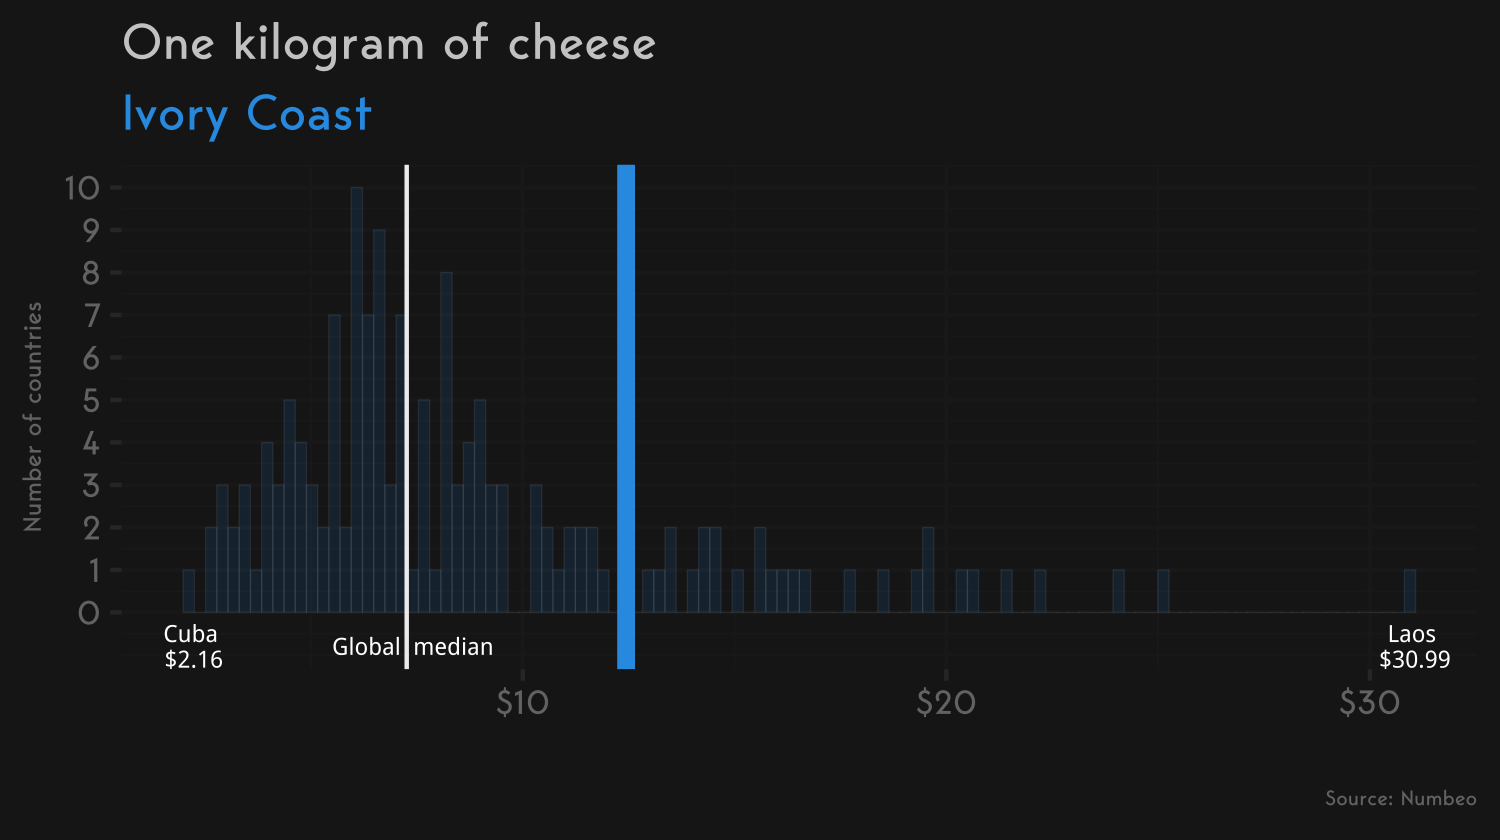 One kilogram of cheese
Ivory Coast
Number of countries
10
9
8
7
6
5
4
3
2
1
0
Cuba
$2.16
Global median
Laos
$30.99
$10
$20
$30
Source: Numbeo